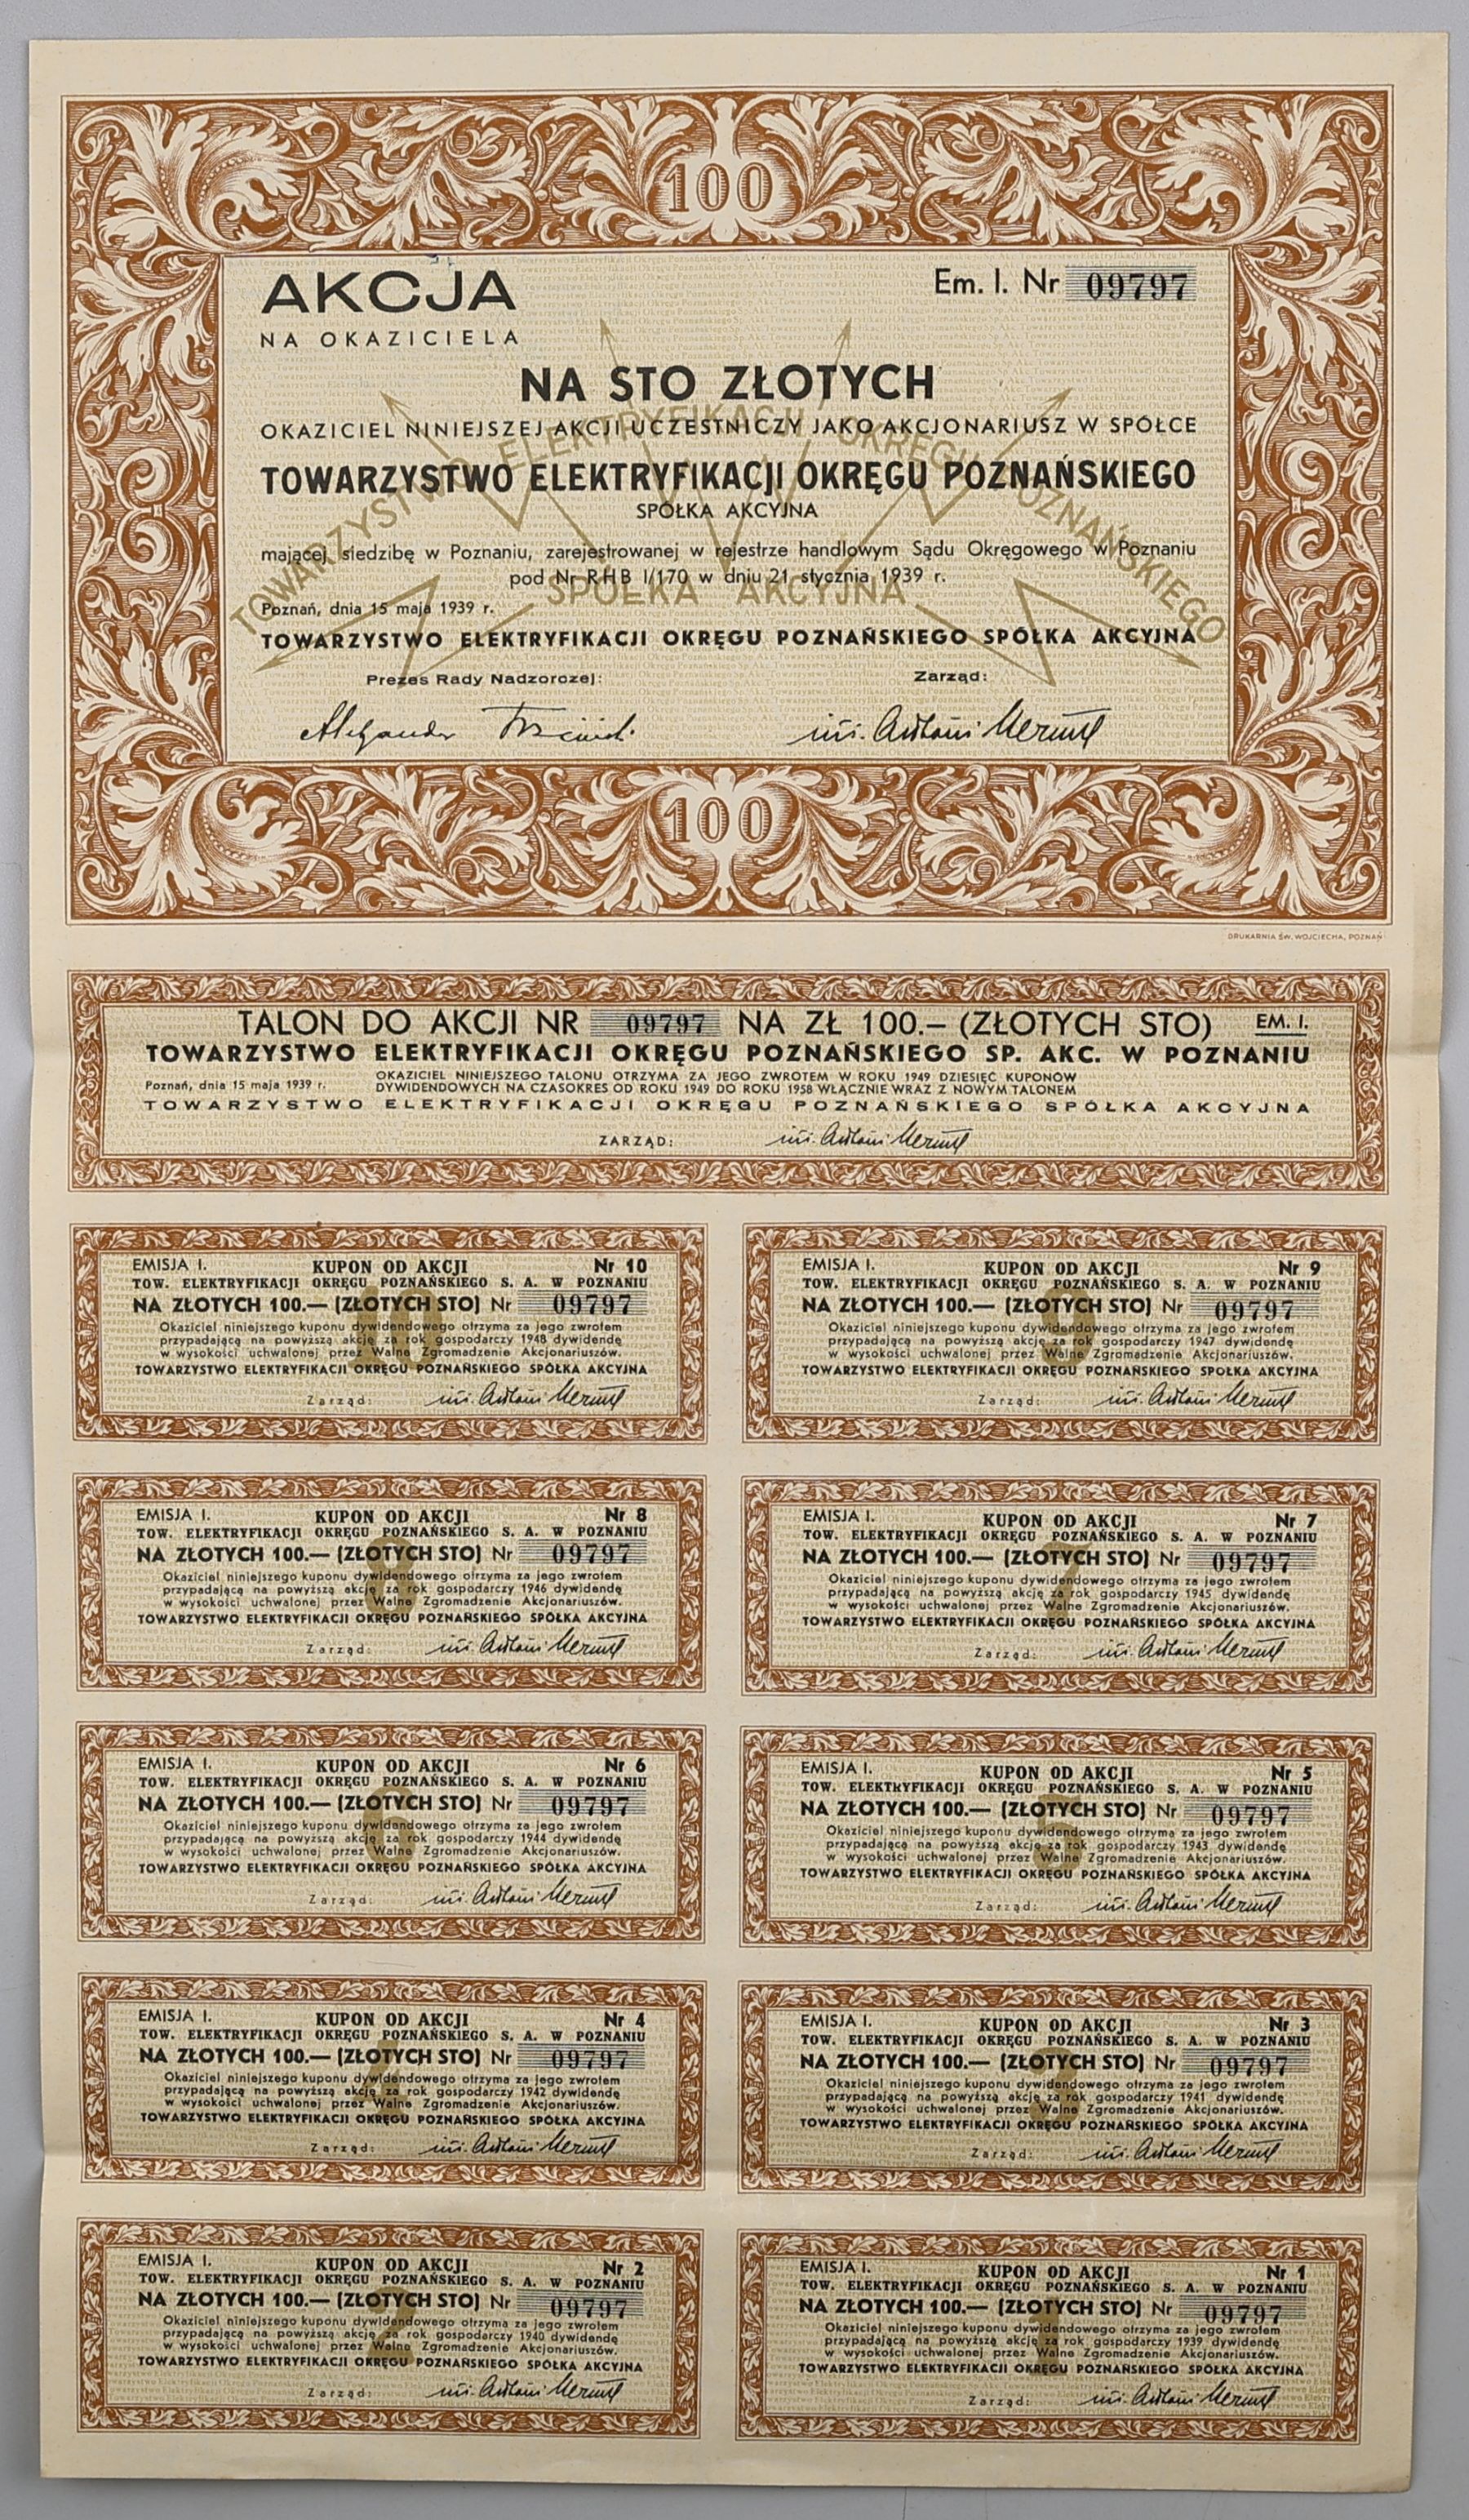 100
AKCJA
Em. I. Nr 09797
NA OKAZICIELA
NA STO ZŁOTYCH
OKAZICIEL NINIEJSZEJ AKCJI UCZESTNICZY JAKO AKCJONARIUSZ W SPÓŁCE
TOWARZYSTWO ELEKTRYFIKACJI OKRĘGU POZNAŃSKIEGO
SPÓŁKA AKCYJNA
mającej siedzibę w Poznaniu, zarejestrowanej w rejestrze handlowym Sądu Okręgowego w Poznaniu
pod Nr RHB I/170 w dniu 21 stycznia 1939 r.
Poznań, dnia 15 maja 1939 r.
TOWARZYSTWO ELEKTRYFIKACJI OKRĘGU POZNAŃSKIEGO SPÓŁKA AKCYJNA
Prezes Rady Nadzorczej: Zarząd:
TOWARZYSTWO ELEKTRYFIKACJI OKRĘGU POZNAŃSKIEGO
SPÓŁKA AKCYJNA
100
DRUKARNIA ŚW. WOJCIECHA, POZNAŃ
TALON DO AKCJI NR 09797 NA ZŁ 100.— (ZŁOTYCH STO) EM. I.
TOWARZYSTWO ELEKTRYFIKACJI OKRĘGU POZNAŃSKIEGO SP. AKC. W POZNANIU
Poznań, dnia 15 maja 1939 r.
OKAZICIEL NINIEJSZEGO TALONU OTRZYMA ZA JEGO ZWROTEM W ROKU 1949 DZIESIĘĆ KUPONÓW
DYWIDENDOWYCH NA CZASOKRES OD ROKU 1949 DO ROKU 1958 WŁĄCZNIE WRAZ Z NOWYM TALONEM
TOWARZYSTWO ELEKTRYFIKACJI OKRĘGU POZNAŃSKIEGO SPÓŁKA AKCYJNA
ZARZĄD:
EMISJA I. KUPON OD AKCJI Nr 10
TOW. ELEKTRYFIKACJI OKRĘGU POZNAŃSKIEGO S. A. W POZNANIU
NA ZŁOTYCH 100.— (ZŁOTYCH STO) Nr 09797
Okaziciel niniejszego kuponu dywidendowego otrzyma za jego zwrotem
przypadającą na powyższą akcję za rok gospodarczy 1948 dywidendę
w wysokości uchwalonej przez Walne Zgromadzenie Akcjonariuszów.
TOWARZYSTWO ELEKTRYFIKACJI OKRĘGU POZNAŃSKIEGO SPÓŁKA AKCYJNA
Zarząd:
EMISJA I. KUPON OD AKCJI Nr 9
TOW. ELEKTRYFIKACJI OKRĘGU POZNAŃSKIEGO S. A. W POZNANIU
NA ZŁOTYCH 100.— (ZŁOTYCH STO) Nr 09797
Okaziciel niniejszego kuponu dywidendowego otrzyma za jego zwrotem
przypadającą na powyższą akcję za rok gospodarczy 1947 dywidendę
w wysokości uchwalonej przez Walne Zgromadzenie Akcjonariuszów.
TOWARZYSTWO ELEKTRYFIKACJI OKRĘGU POZNAŃSKIEGO SPÓŁKA AKCYJNA
Zarząd:
EMISJA I. KUPON OD AKCJI Nr 8
TOW. ELEKTRYFIKACJI OKRĘGU POZNAŃSKIEGO S. A. W POZNANIU
NA ZŁOTYCH 100.— (ZŁOTYCH STO) Nr 09797
Okaziciel niniejszego kuponu dywidendowego otrzyma za jego zwrotem
przypadającą na powyższą akcję za rok gospodarczy 1946 dywidendę
w wysokości uchwalonej przez Walne Zgromadzenie Akcjonariuszów.
TOWARZYSTWO ELEKTRYFIKACJI OKRĘGU POZNAŃSKIEGO SPÓŁKA AKCYJNA
Zarząd:
EMISJA I. KUPON OD AKCJI Nr 7
TOW. ELEKTRYFIKACJI OKRĘGU POZNAŃSKIEGO S. A. W POZNANIU
NA ZŁOTYCH 100.— (ZŁOTYCH STO) Nr 09797
Okaziciel niniejszego kuponu dywidendowego otrzyma za jego zwrotem
przypadającą na powyższą akcję za rok gospodarczy 1945 dywidendę
w wysokości uchwalonej przez Walne Zgromadzenie Akcjonariuszów.
TOWARZYSTWO ELEKTRYFIKACJI OKRĘGU POZNAŃSKIEGO SPÓŁKA AKCYJNA
Zarząd:
EMISJA I. KUPON OD AKCJI Nr 6
TOW. ELEKTRYFIKACJI OKRĘGU POZNAŃSKIEGO S. A. W POZNANIU
NA ZŁOTYCH 100.— (ZŁOTYCH STO) Nr 09797
Okaziciel niniejszego kuponu dywidendowego otrzyma za jego zwrotem
przypadającą na powyższą akcję za rok gospodarczy 1944 dywidendę
w wysokości uchwalonej przez Walne Zgromadzenie Akcjonariuszów.
TOWARZYSTWO ELEKTRYFIKACJI OKRĘGU POZNAŃSKIEGO SPÓŁKA AKCYJNA
Zarząd:
EMISJA I. KUPON OD AKCJI Nr 5
TOW. ELEKTRYFIKACJI OKRĘGU POZNAŃSKIEGO S. A. W POZNANIU
NA ZŁOTYCH 100.— (ZŁOTYCH STO) Nr 09797
Okaziciel niniejszego kuponu dywidendowego otrzyma za jego zwrotem
przypadającą na powyższą akcję za rok gospodarczy 1943 dywidendę
w wysokości uchwalonej przez Walne Zgromadzenie Akcjonariuszów.
TOWARZYSTWO ELEKTRYFIKACJI OKRĘGU POZNAŃSKIEGO SPÓŁKA AKCYJNA
Zarząd:
EMISJA I. KUPON OD AKCJI Nr 4
TOW. ELEKTRYFIKACJI OKRĘGU POZNAŃSKIEGO S. A. W POZNANIU
NA ZŁOTYCH 100.— (ZŁOTYCH STO) Nr 09797
Okaziciel niniejszego kuponu dywidendowego otrzyma za jego zwrotem
przypadającą na powyższą akcję za rok gospodarczy 1942 dywidendę
w wysokości uchwalonej przez Walne Zgromadzenie Akcjonariuszów.
TOWARZYSTWO ELEKTRYFIKACJI OKRĘGU POZNAŃSKIEGO SPÓŁKA AKCYJNA
Zarząd:
EMISJA I. KUPON OD AKCJI Nr 3
TOW. ELEKTRYFIKACJI OKRĘGU POZNAŃSKIEGO S. A. W POZNANIU
NA ZŁOTYCH 100.— (ZŁOTYCH STO) Nr 09797
Okaziciel niniejszego kuponu dywidendowego otrzyma za jego zwrotem
przypadającą na powyższą akcję za rok gospodarczy 1941 dywidendę
w wysokości uchwalonej przez Walne Zgromadzenie Akcjonariuszów.
TOWARZYSTWO ELEKTRYFIKACJI OKRĘGU POZNAŃSKIEGO SPÓŁKA AKCYJNA
Zarząd:
EMISJA I. KUPON OD AKCJI Nr 2
TOW. ELEKTRYFIKACJI OKRĘGU POZNAŃSKIEGO S. A. W POZNANIU
NA ZŁOTYCH 100.— (ZŁOTYCH STO) Nr 09797
Okaziciel niniejszego kuponu dywidendowego otrzyma za jego zwrotem
przypadającą na powyższą akcję za rok gospodarczy 1940 dywidendę
w wysokości uchwalonej przez Walne Zgromadzenie Akcjonariuszów.
TOWARZYSTWO ELEKTRYFIKACJI OKRĘGU POZNAŃSKIEGO SPÓŁKA AKCYJNA
Zarząd:
EMISJA I. KUPON OD AKCJI Nr 1
TOW. ELEKTRYFIKACJI OKRĘGU POZNAŃSKIEGO S. A. W POZNANIU
NA ZŁOTYCH 100.— (ZŁOTYCH STO) Nr 09797
Okaziciel niniejszego kuponu dywidendowego otrzyma za jego zwrotem
przypadającą na powyższą akcję za rok gospodarczy 1939 dywidendę
w wysokości uchwalonej przez Walne Zgromadzenie Akcjonariuszów.
TOWARZYSTWO ELEKTRYFIKACJI OKRĘGU POZNAŃSKIEGO SPÓŁKA AKCYJNA
Zarząd: